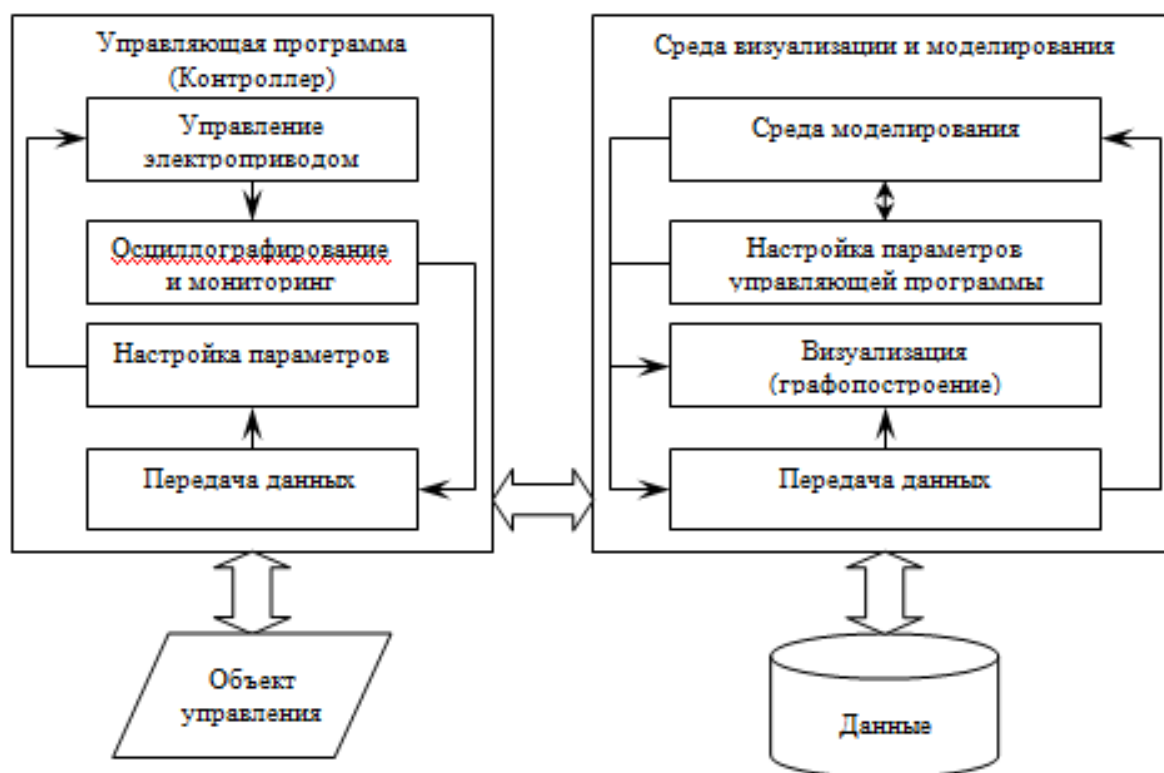 Управляющая программа
(Контроллер)
Управление
электроприводом
Осциллографирование
и мониторинг
Настройка параметров
Передача данных
Объект
управления
Среда визуализации и моделирования
Среда моделирования
Настройка параметров
управляющей программы
Визуализация
(графопостроение)
Передача данных
Данные